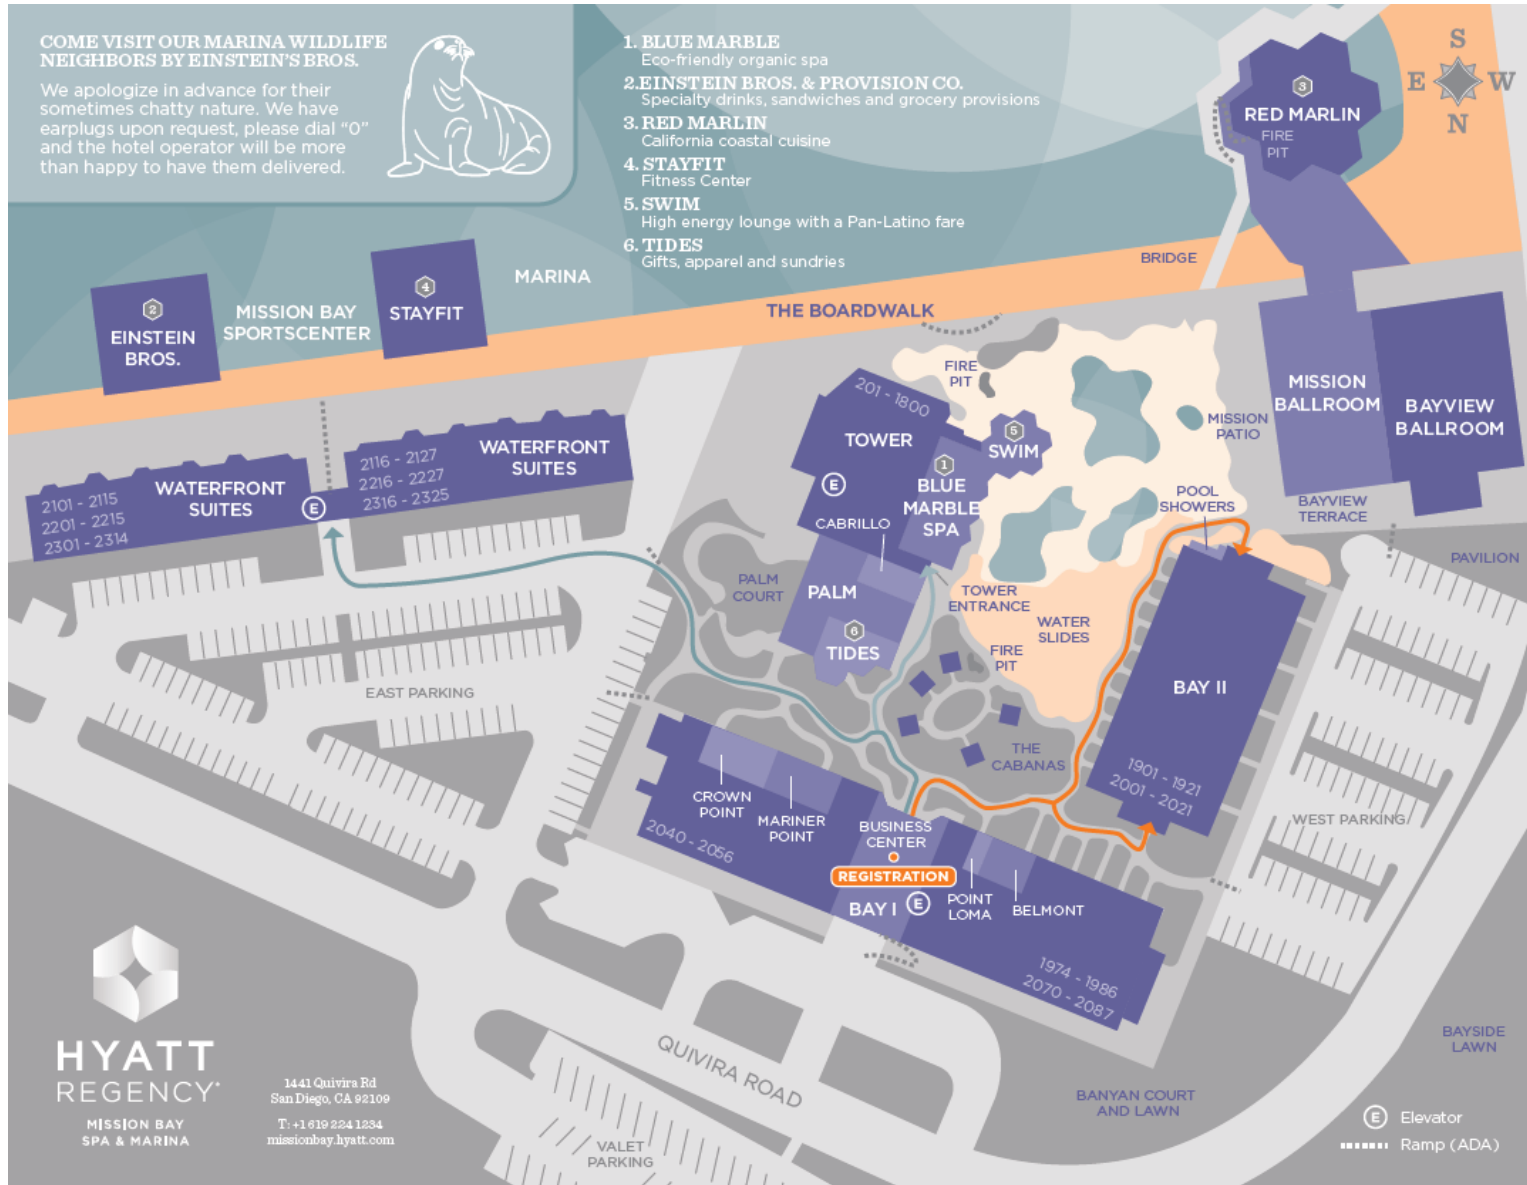 COME VISIT OUR MARINA WILDLIFE
NEIGHBORS BY EINSTEIN'S BROS.
We apologize in advance for their
sometimes chatty nature. We have
earplugs upon request, please dial "0"
and the hotel operator will be more
than happy to have them delivered.
1. BLUE MARBLE
Eco-friendly organic spa
2.EINSTEIN BROS. & PROVISION CO.
Specialty drinks, sandwiches and grocery provisions
3. RED MARLIN
California coastal cuisine
4. STAYFIT
Fitness Center
5. SWIM
High energy lounge with a Pan-Latino fare
6. TIDES
Gifts, apparel and sundries
S
E
W
N
3
RED MARLIN
FIRE
PIT
BRIDGE
MARINA
THE BOARDWALK
2
EINSTEIN
BROS.
MISSION BAY
SPORTSCENTER
4
STAYFIT
MISSION
BALLROOM
BAYVIEW
BALLROOM
MISSION
PATIO
BAYVIEW
TERRACE
PAVILION
FIRE
PIT
201 - 1800
TOWER
E
5
SWIM
1
BLUE
MARBLE
SPA
CABRILLO
PALM
6
TIDES
PALM
COURT
TOWER
ENTRANCE
WATER
SLIDES
FIRE
PIT
POOL
SHOWERS
2101 - 2115
2201 - 2215
2301 - 2314
WATERFRONT
SUITES
E
2116 - 2127
2216 - 2227
2316 - 2325
WATERFRONT
SUITES
EAST PARKING
THE
CABANAS
BAY II
1901 - 1921
2001 - 2021
WEST PARKING
CROWN
POINT
MARINER
POINT
BUSINESS
CENTER
REGISTRATION
BAY I
E
POINT
LOMA
BELMONT
2040 - 2056
1974 - 1986
2070 - 2087
QUIVIRA ROAD
VALET
PARKING
BANYAN COURT
AND LAWN
BAYSIDE
LAWN
HYATT
REGENCY®
MISSION BAY
SPA & MARINA
1441 Quivira Rd
San Diego, CA 92109
T: +1 619 224 1234
missionbay.hyatt.com
E Elevator
Ramp (ADA)